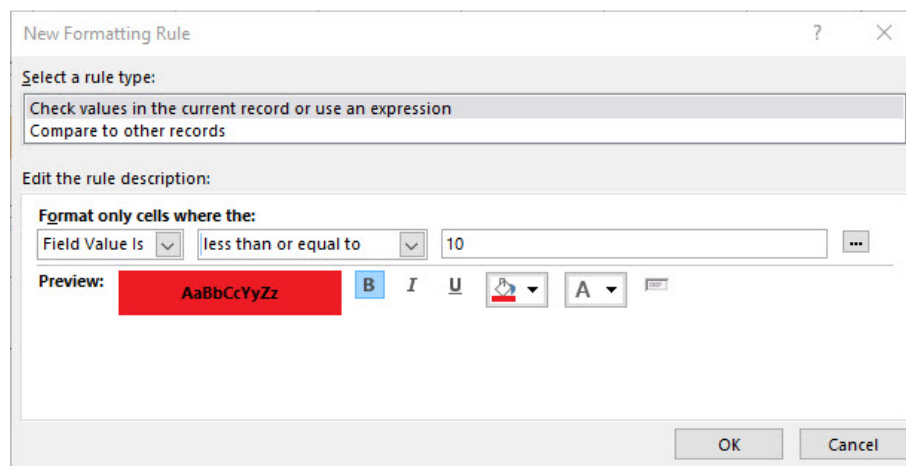 New Formatting Rule ?
Select a rule type:
Check values in the current record or use an expression
Compare to other records
Edit the rule description:
Format only cells where the:
Field Value Is less than or equal to 10 ...
Preview: AaBbCcYyZz B I U A
OK Cancel